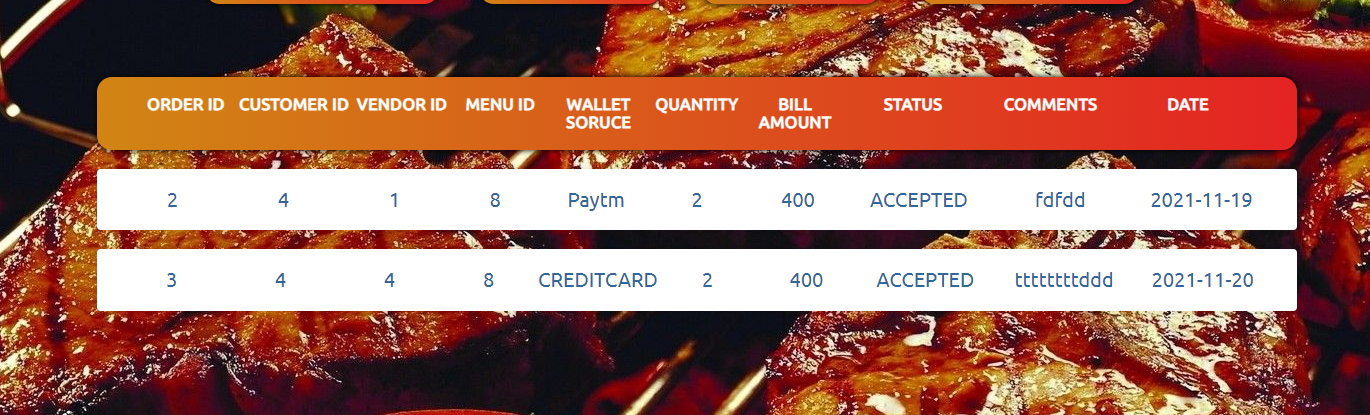 ORDER ID CUSTOMER ID VENDOR ID MENU ID WALLET SORUCE QUANTITY BILL AMOUNT STATUS COMMENTS DATE
2 4 1 8 Paytm 2 400 ACCEPTED fdfdd 2021-11-19
3 4 4 8 CREDITCARD 2 400 ACCEPTED ttttttttddd 2021-11-20